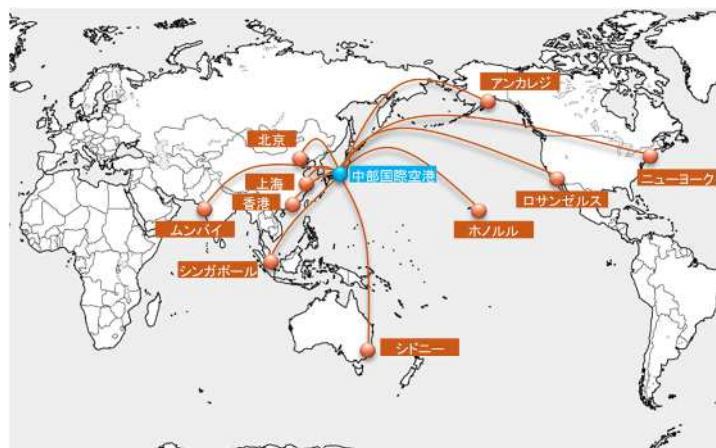 アンカレジ
北京
中部国際空港
ニューヨーク
上海
ロサンゼルス
香港
ムンバイ
ホノルル
シンガポール
シドニー